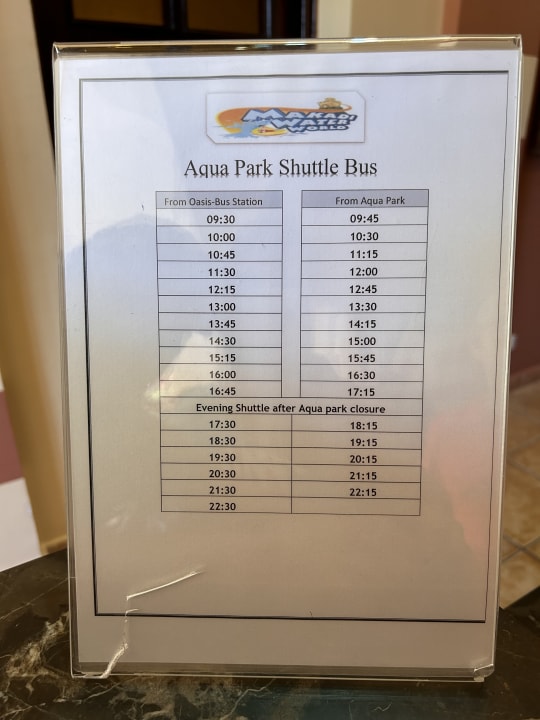 MAKADI
WATER
WORLD
Aqua Park Shuttle Bus
From Oasis-Bus Station From Aqua Park
09:30 09:45
10:00 10:30
10:45 11:15
11:30 12:00
12:15 12:45
13:00 13:30
13:45 14:15
14:30 15:00
15:15 15:45
16:00 16:30
16:45 17:15
Evening Shuttle after Aqua park closure
17:30 18:15
18:30 19:15
19:30 20:15
20:30 21:15
21:30 22:15
22:30